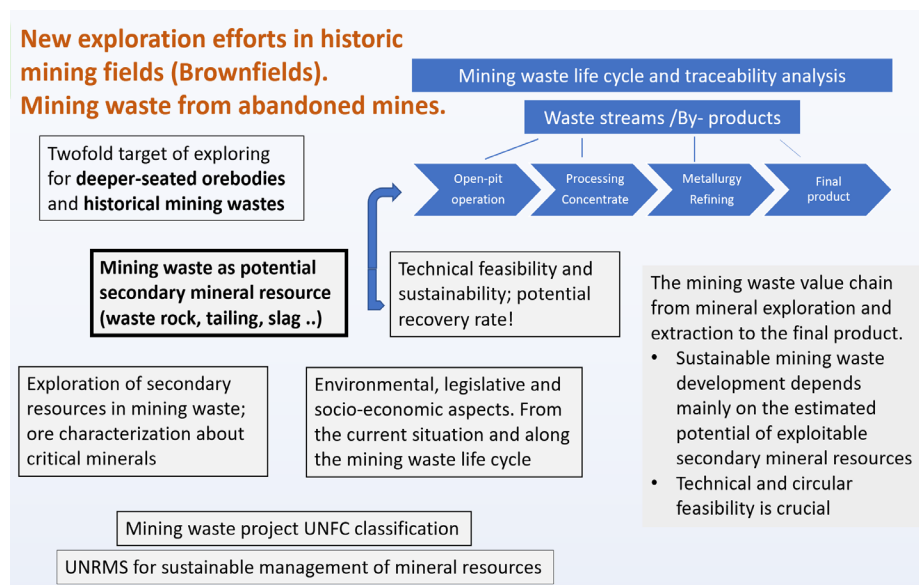 New exploration efforts in historic
mining fields (Brownfields).
Mining waste from abandoned mines.
Mining waste life cycle and traceability analysis
Waste streams /By- products
Open-pit
operation
Processing
Concentrate
Metallurgy
Refining
Final
product
Twofold target of exploring
for deeper-seated orebodies
and historical mining wastes
Mining waste as potential
secondary mineral resource
(waste rock, tailing, slag ..)
Technical feasibility and
sustainability; potential
recovery rate!
The mining waste value chain
from mineral exploration and
extraction to the final product.
• Sustainable mining waste
development depends
mainly on the estimated
potential of exploitable
secondary mineral resources
• Technical and circular
feasibility is crucial
Exploration of secondary
resources in mining waste;
ore characterization about
critical minerals
Environmental, legislative and
socio-economic aspects. From
the current situation and along
the mining waste life cycle
Mining waste project UNFC classification
UNRMS for sustainable management of mineral resources